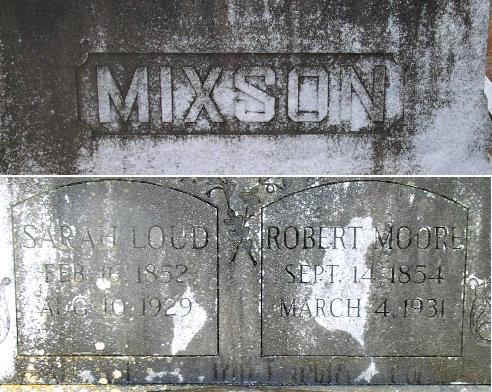 MIXSON
SARAH LOUD
FEB. 16, 1852
AUG. 10, 1929
ROBERT MOORE
SEPT. 14, 1854
MARCH 4, 1931